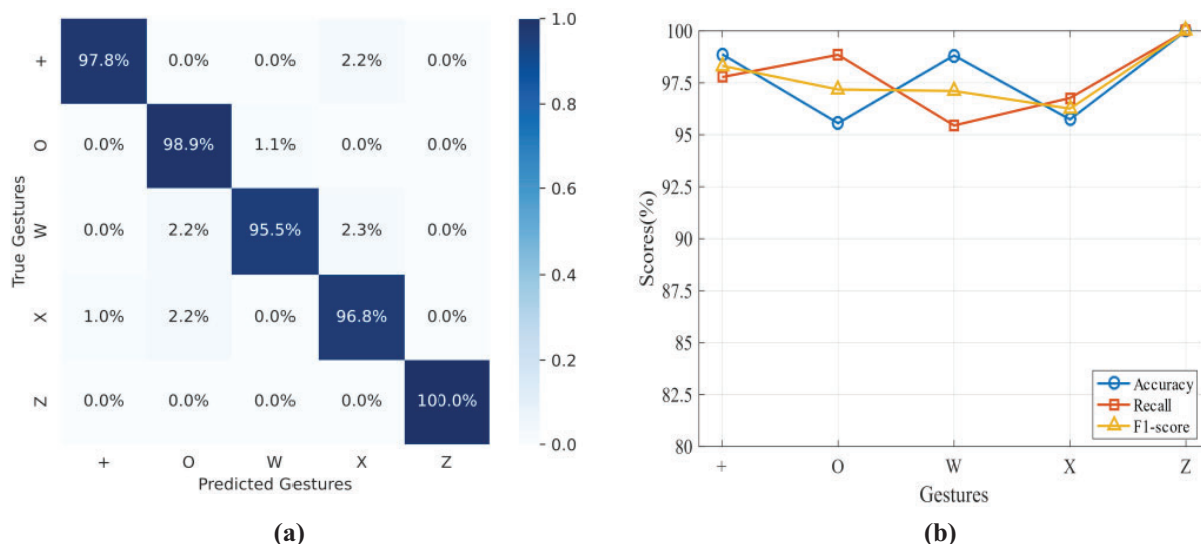 + 97.8% 0.0% 0.0% 2.2% 0.0%
O 0.0% 98.9% 1.1% 0.0% 0.0%
W 0.0% 2.2% 95.5% 2.3% 0.0%
X 1.0% 2.2% 0.0% 96.8% 0.0%
Z 0.0% 0.0% 0.0% 0.0% 100.0%
+ O W X Z
Predicted Gestures
True Gestures
1.0
0.8
0.6
0.4
0.2
0.0
(a)
100
97.5
95
92.5
90
87.5
85
82.5
80
Scores(%)
Accuracy
Recall
F1-score
+ O W X Z
Gestures
(b)